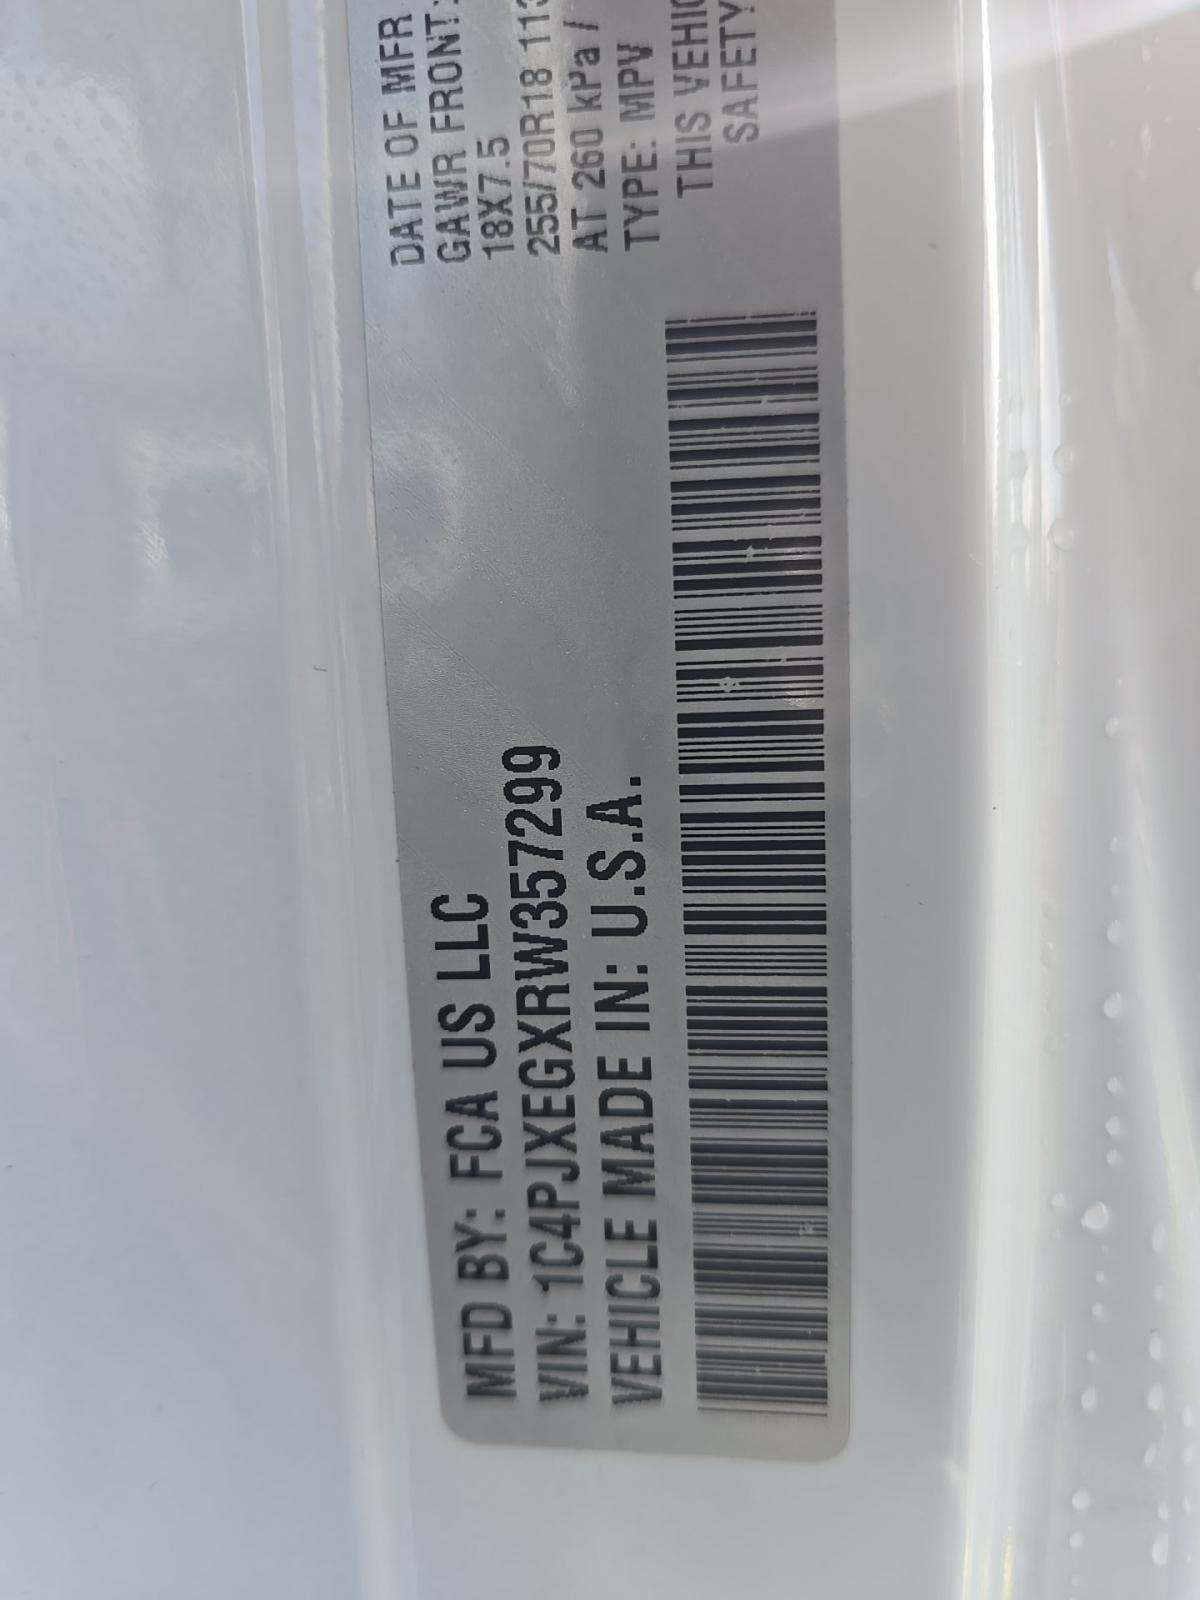 MFD BY: FCA US LLC
VIN: 1C4PJXEGXRW357299
VEHICLE MADE IN: U.S.A.
DATE OF MFR
GAWR FRONT:
18X7.5
255/70R18 113
AT 260 kPa /
TYPE: MPV
THIS VEHIC
SAFETY